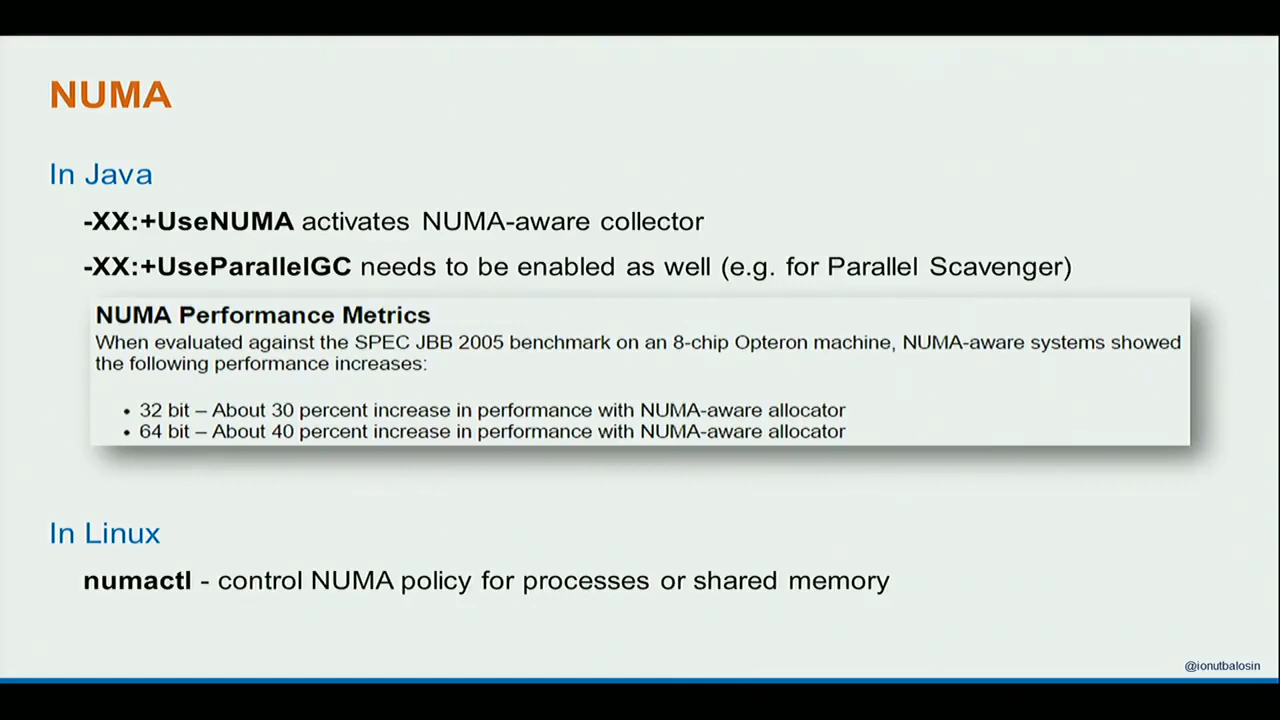 NUMA
In Java
-XX:+UseNUMA activates NUMA-aware collector
-XX:+UseParallelGC needs to be enabled as well (e.g. for Parallel Scavenger)
NUMA Performance Metrics
When evaluated against the SPEC JBB 2005 benchmark on an 8-chip Opteron machine, NUMA-aware systems showed
the following performance increases:
• 32 bit – About 30 percent increase in performance with NUMA-aware allocator
• 64 bit – About 40 percent increase in performance with NUMA-aware allocator
In Linux
numactl - control NUMA policy for processes or shared memory
@ionutbalosin